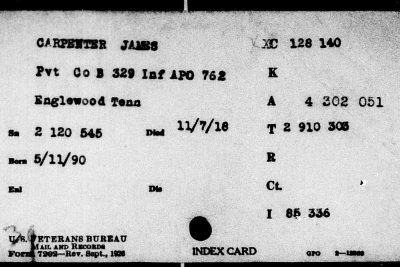 CARPENTER JAMES XC 128 140
Pvt Co B 329 Inf APO 762 K
Englewood Tenn A 4 302 051
Sn 2 120 545 Died 11/7/18 T 2 910 303
Born 5/11/90 R
Enl Dis Ct.
I 85 336
U.S. VETERANS BUREAU
MAIL AND RECORDS
Form 7202—Rev. Sept., 1926 INDEX CARD GPO